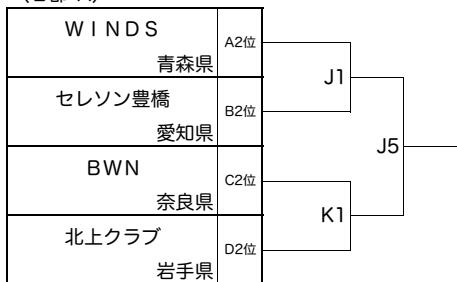 ＷＩＮＤＳ
A2位
青森県
J1
セレソン豊橋
B2位
愛知県
J5
BWN
C2位
奈良県
K1
北上クラブ
D2位
岩手県